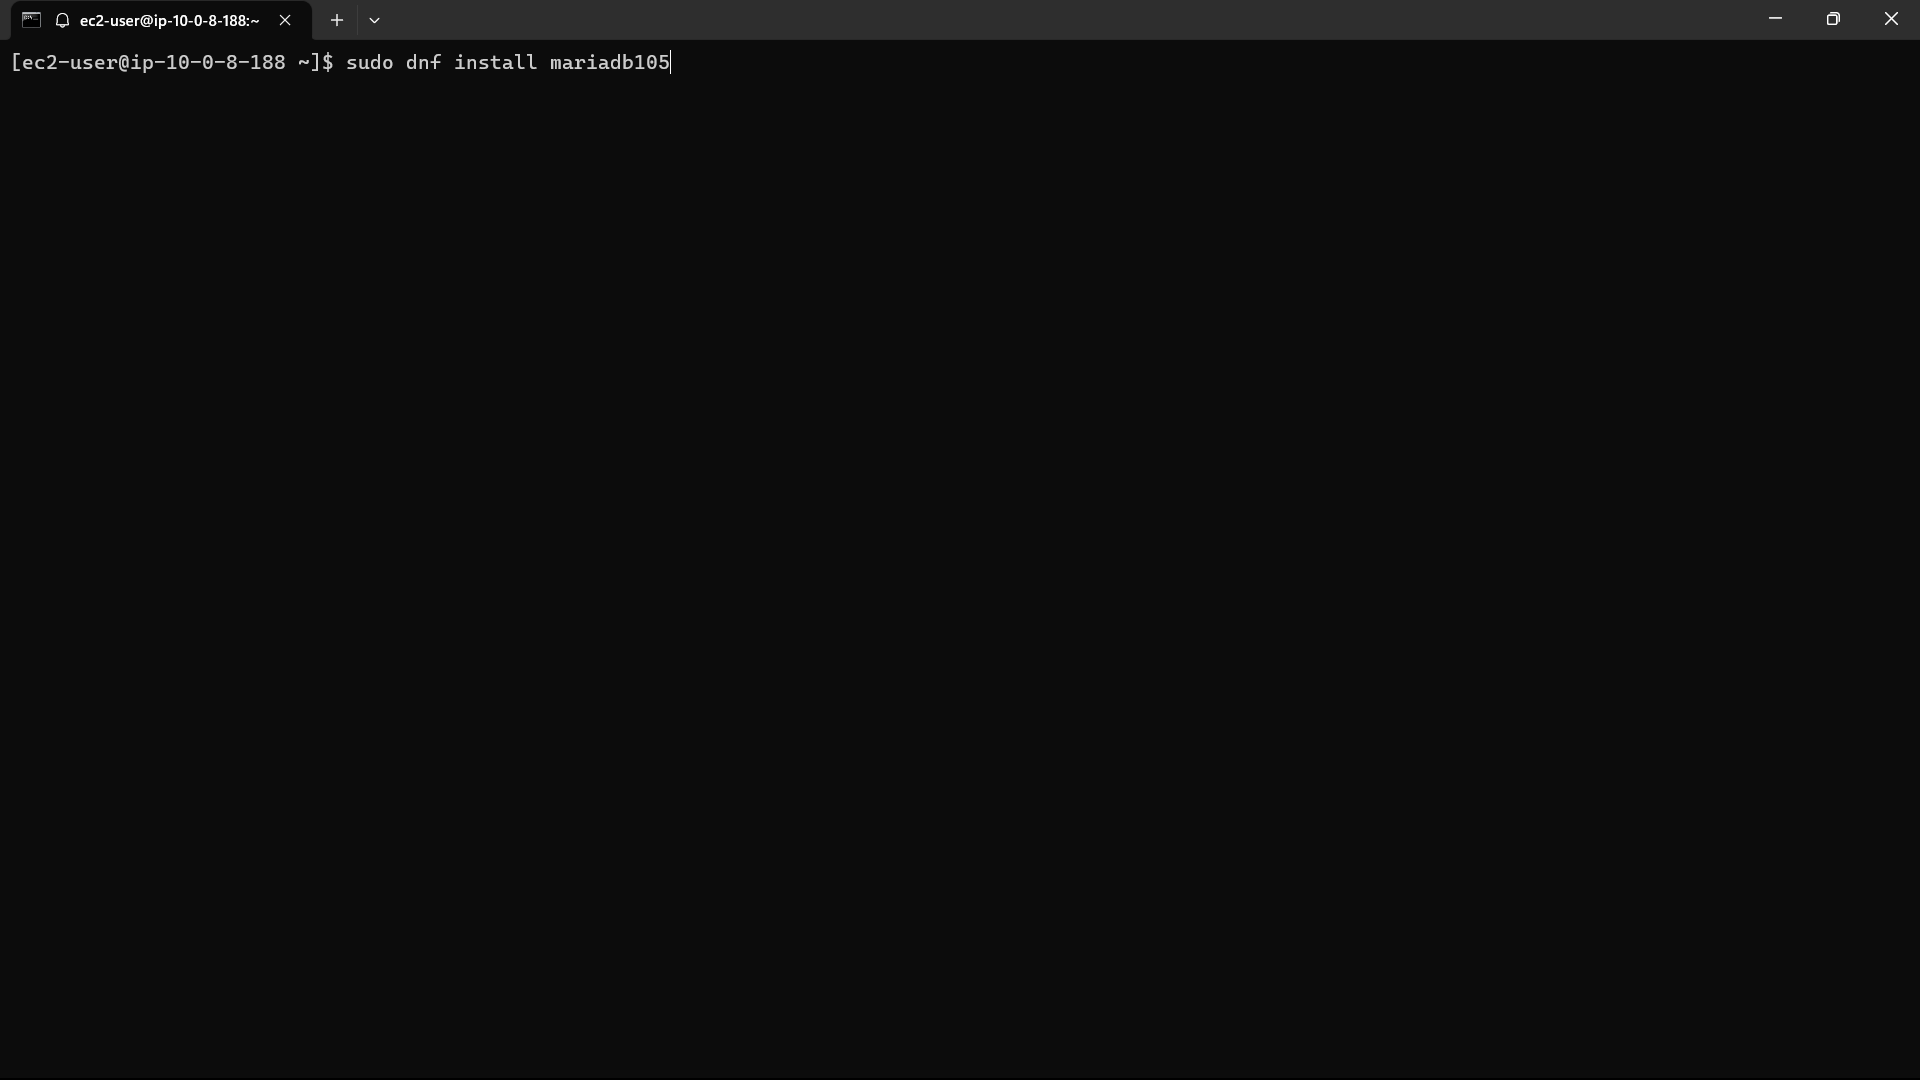 ec2-user@ip-10-0-8-188:~
[ec2-user@ip-10-0-8-188 ~]$ sudo dnf install mariadb105